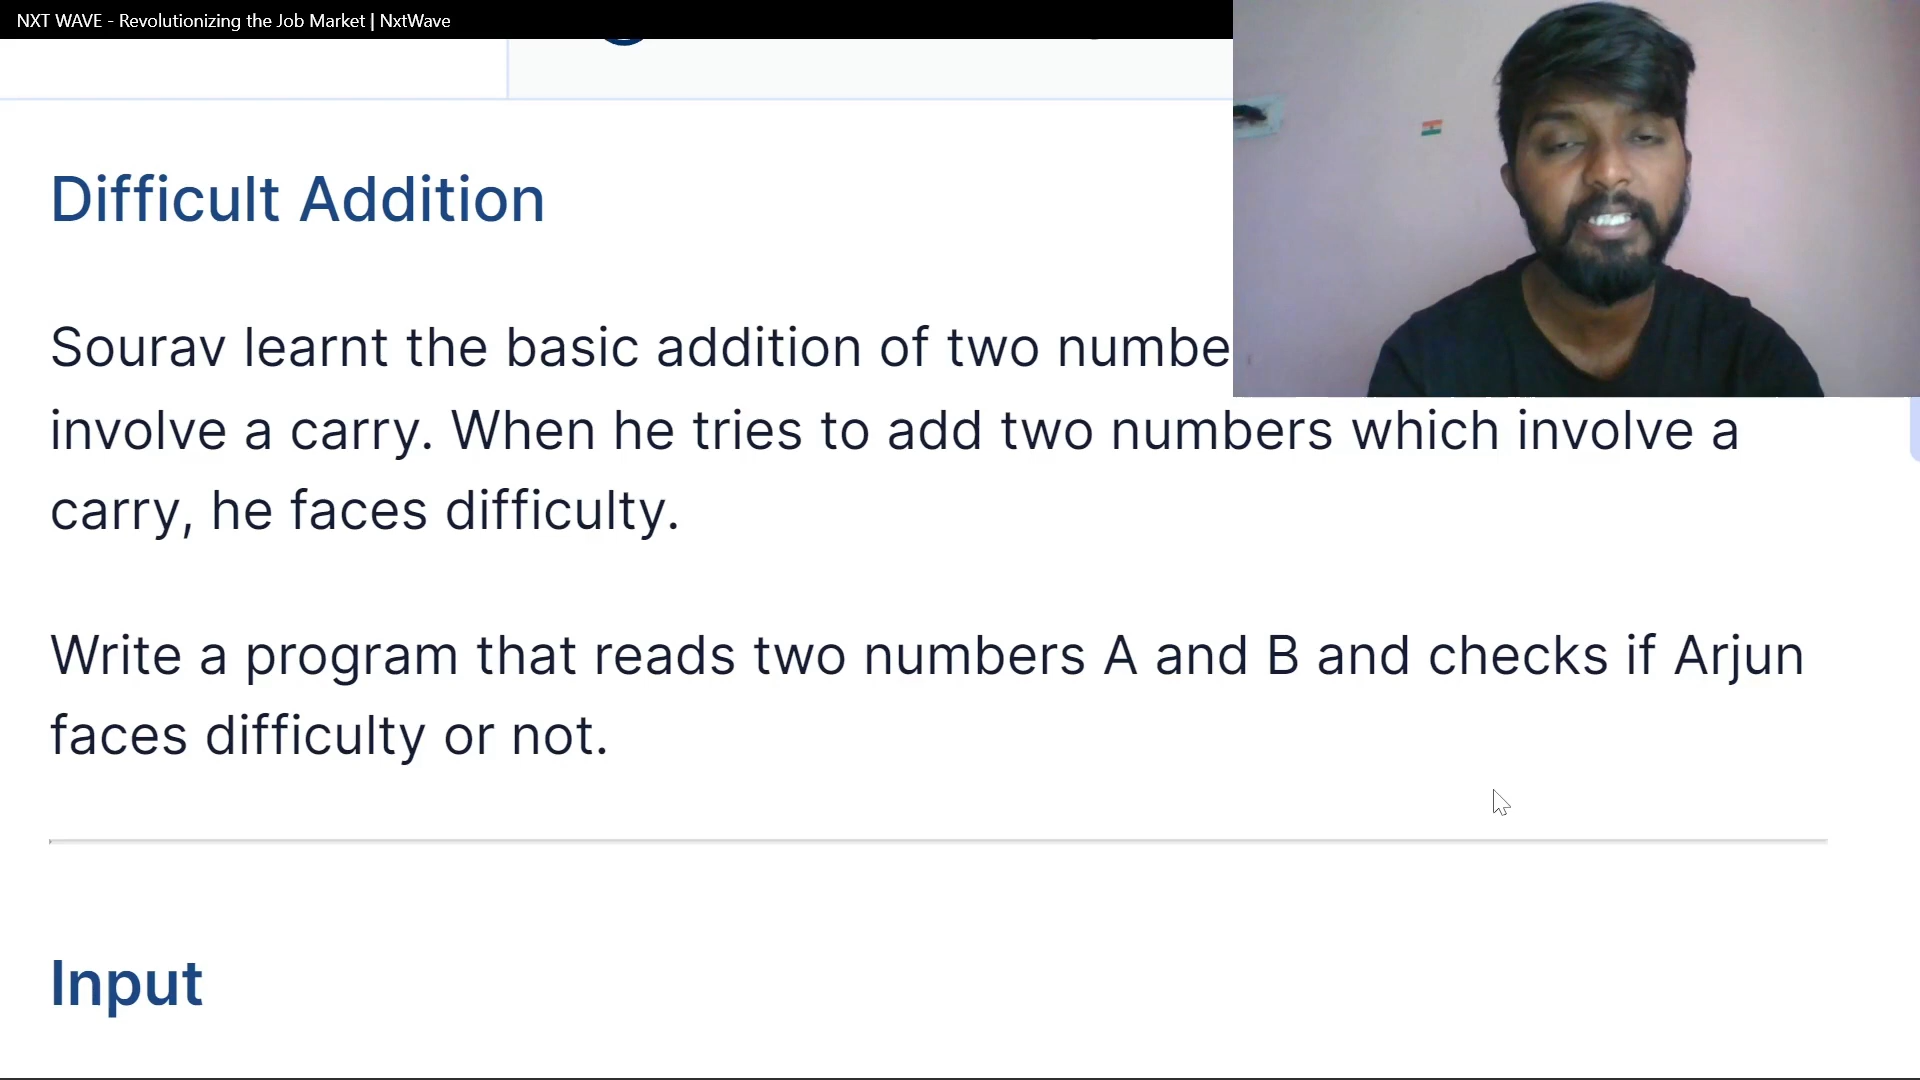 NXT WAVE - Revolutionizing the Job Market | NxtWave
Difficult Addition
Sourav learnt the basic addition of two
involve a carry. When he tries to add two numbers which involve a
carry, he faces difficulty.
Write a program that reads two numbers A and B and checks if Arjun
faces difficulty or not.
Input